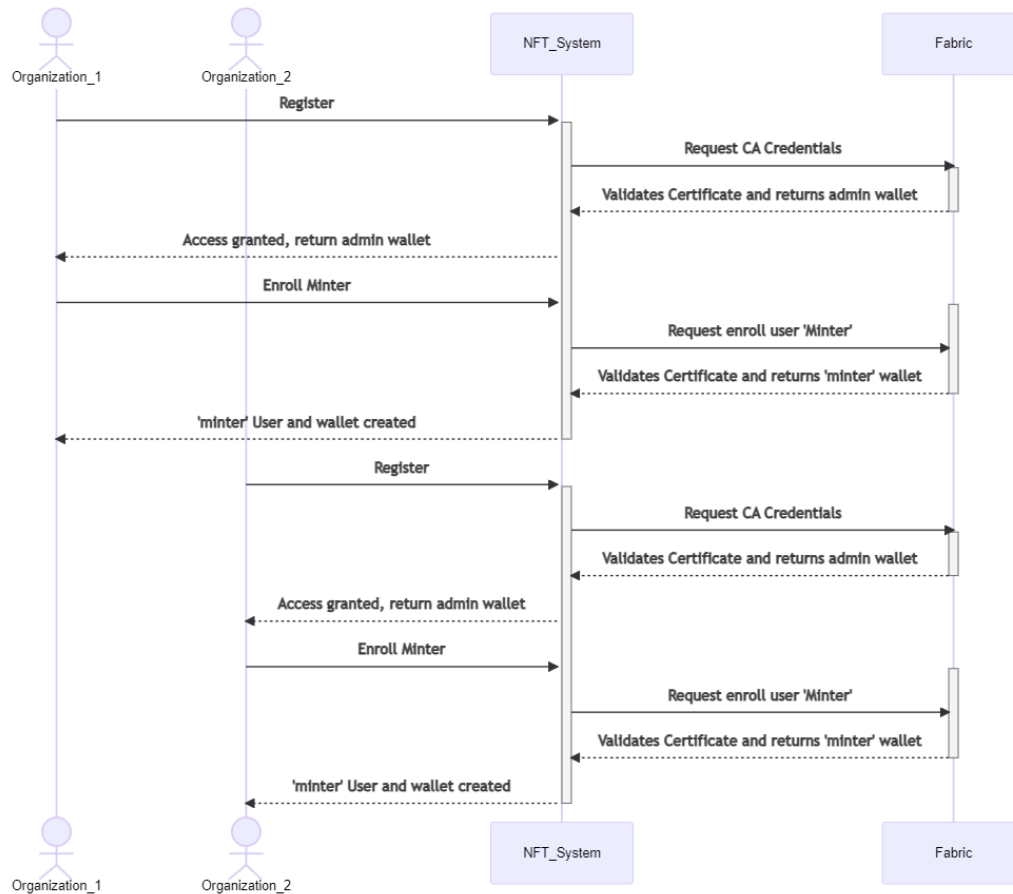 Organization_1
Organization_2
NFT_System
Fabric
Register
Request CA Credentials
Validates Certificate and returns admin wallet
Access granted, return admin wallet
Enroll Minter
Request enroll user 'Minter'
Validates Certificate and returns 'minter' wallet
'minter' User and wallet created
Register
Request CA Credentials
Validates Certificate and returns admin wallet
Access granted, return admin wallet
Enroll Minter
Request enroll user 'Minter'
Validates Certificate and returns 'minter' wallet
'minter' User and wallet created
Organization_1
Organization_2
NFT_System
Fabric